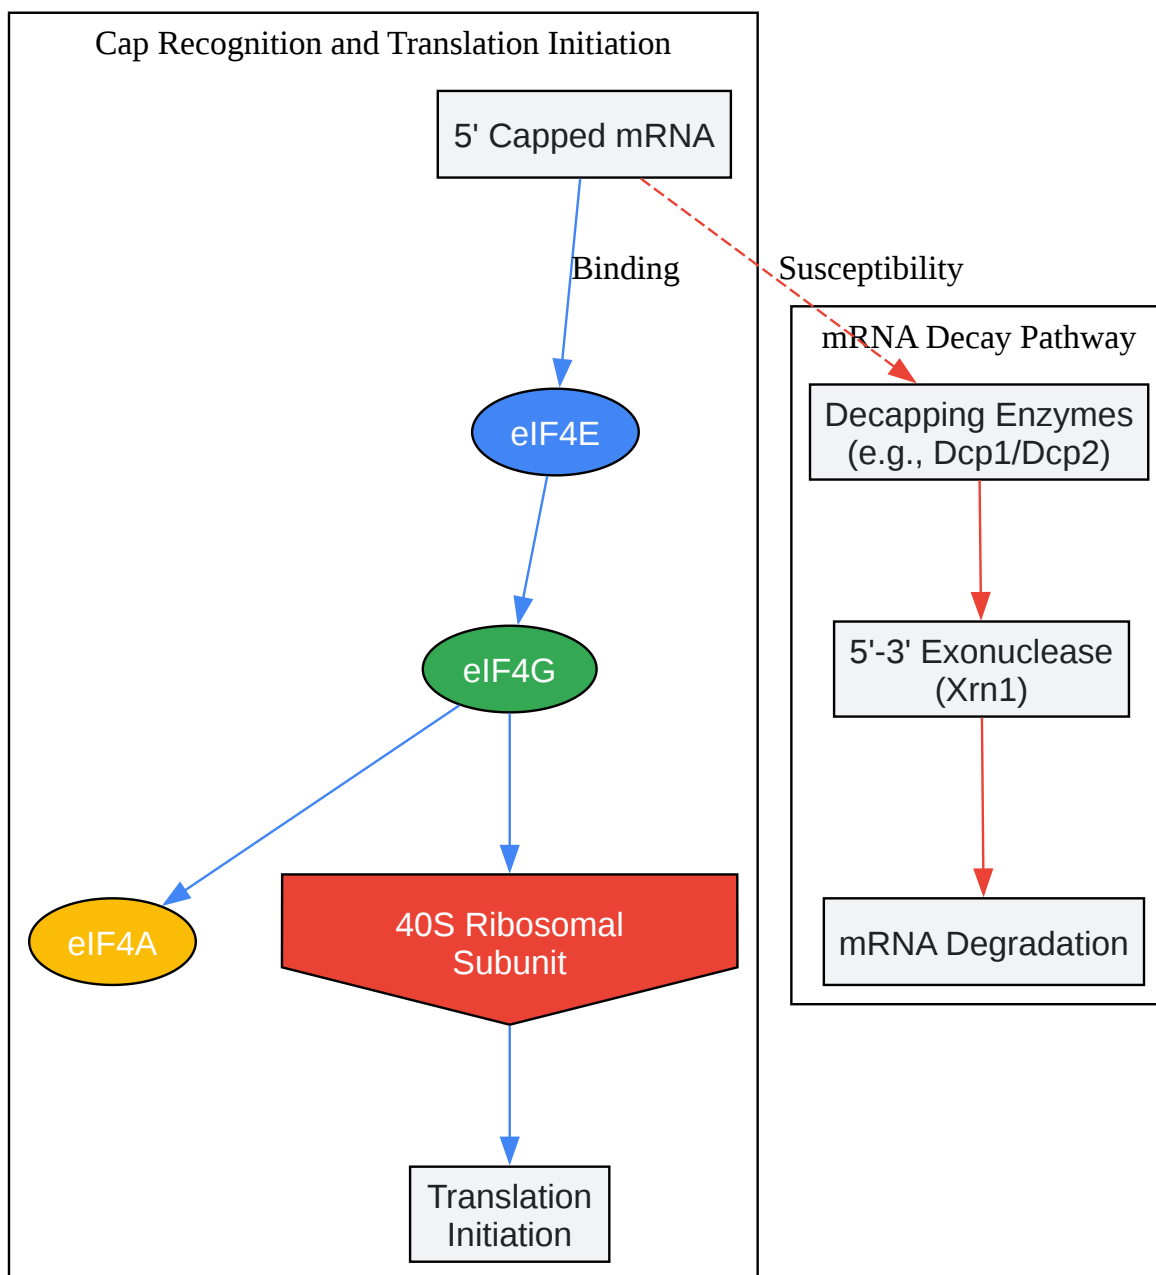 Cap Recognition and Translation Initiation
5' Capped mRNA
Binding
Susceptibility
mRNA Decay Pathway
eIF4E
Decapping Enzymes
(e.g., Dcp1/Dcp2)
eIF4G
5'-3' Exonuclease
(Xrn1)
eIF4A
40S Ribosomal
Subunit
mRNA Degradation
Translation
Initiation